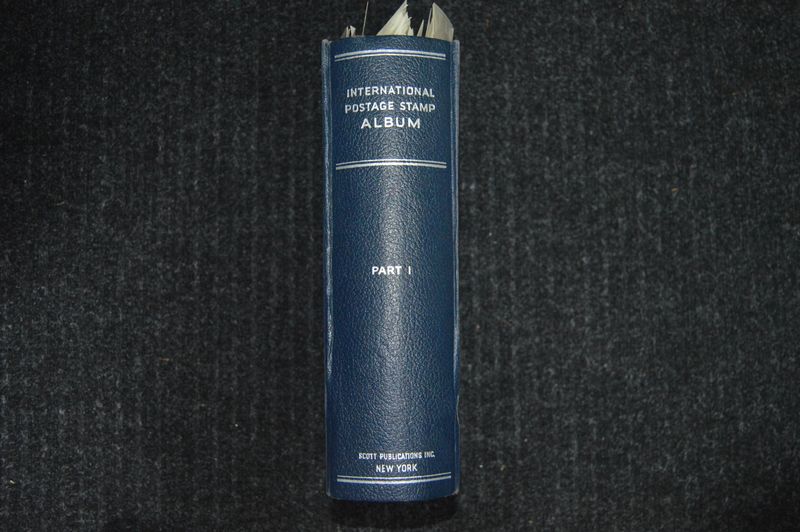 INTERNATIONAL
POSTAGE STAMP
ALBUM
PART I
SCOTT PUBLICATIONS INC.
NEW YORK